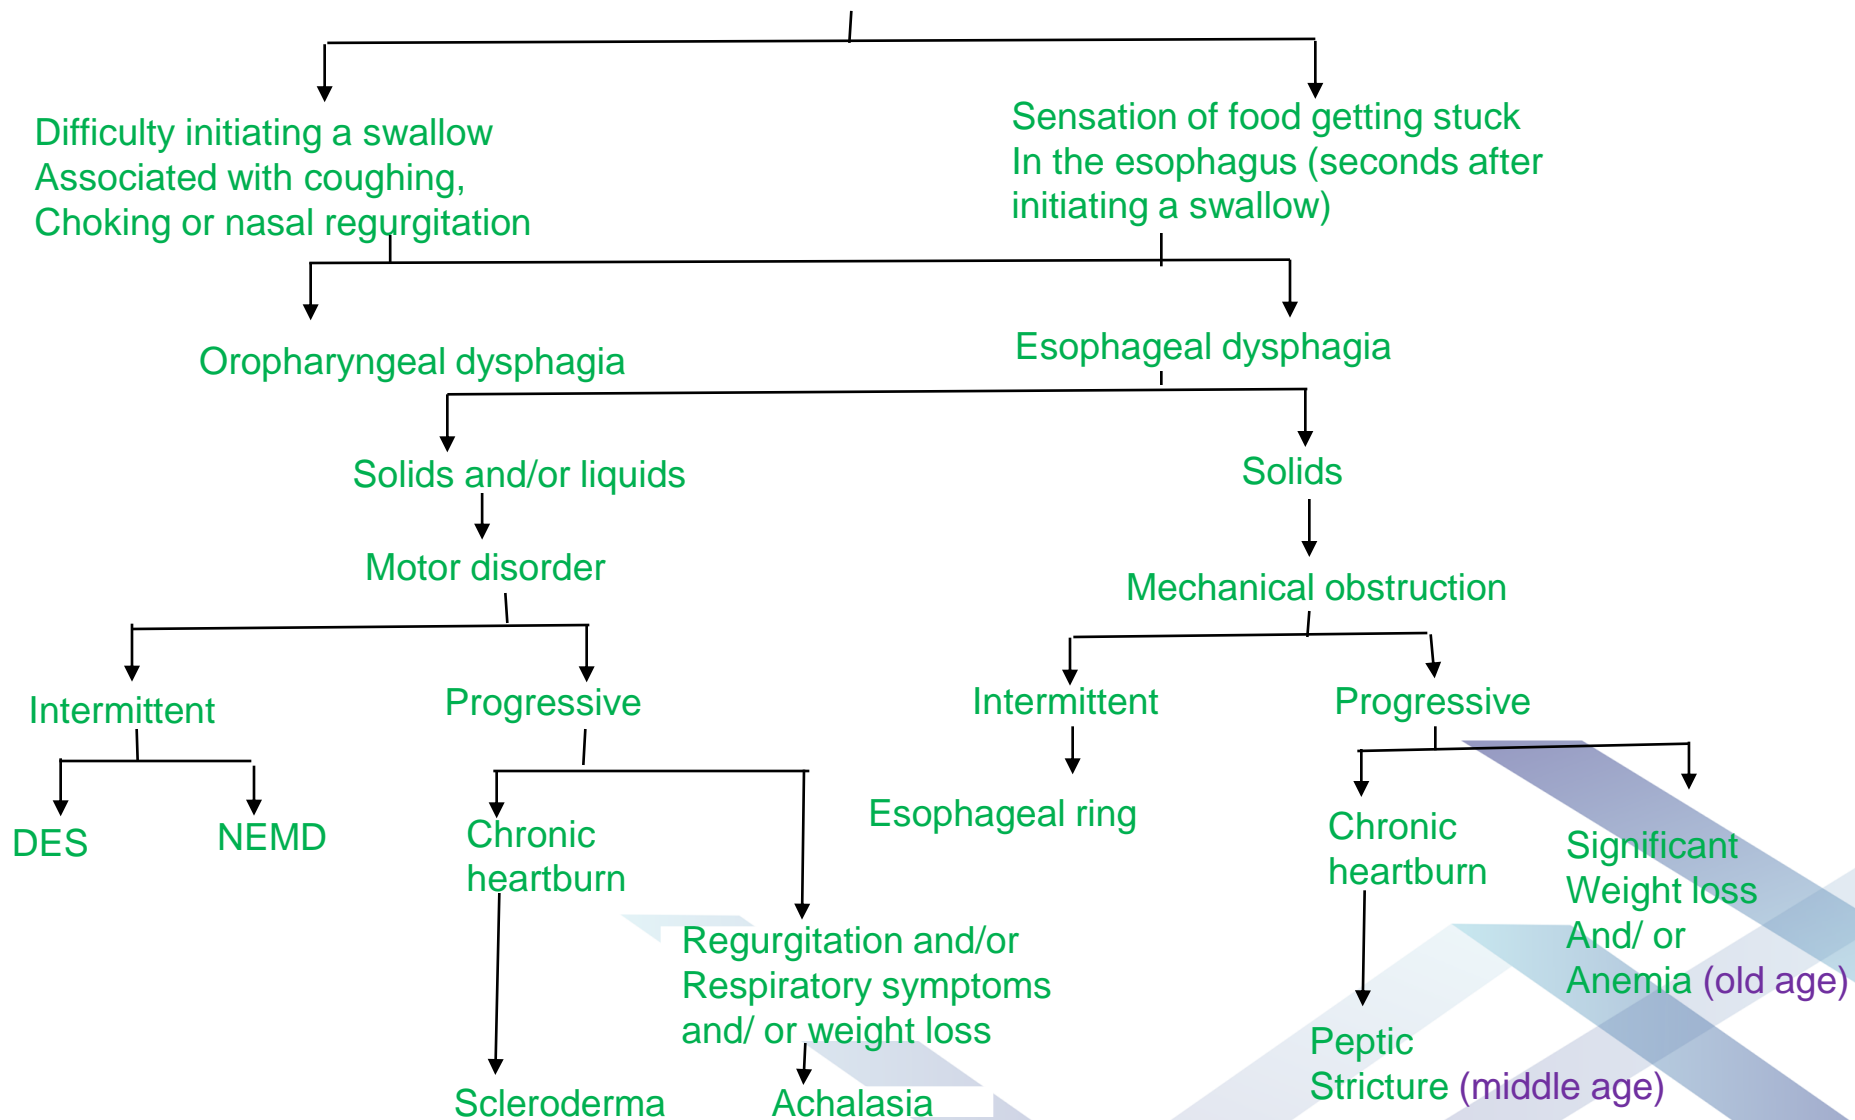 Difficulty initiating a swallow
Associated with coughing,
Choking or nasal regurgitation
Sensation of food getting stuck
In the esophagus (seconds after
initiating a swallow)
Oropharyngeal dysphagia
Esophageal dysphagia
Solids and/or liquids
Solids
Motor disorder
Mechanical obstruction
Intermittent
Progressive
Intermittent
Progressive
DES
NEMD
Chronic
heartburn
Regurgitation and/or
Respiratory symptoms
and/ or weight loss
Esophageal ring
Chronic
heartburn
Significant
Weight loss
And/ or
Anemia (old age)
Scleroderma
Achalasia
Peptic
Stricture (middle age)